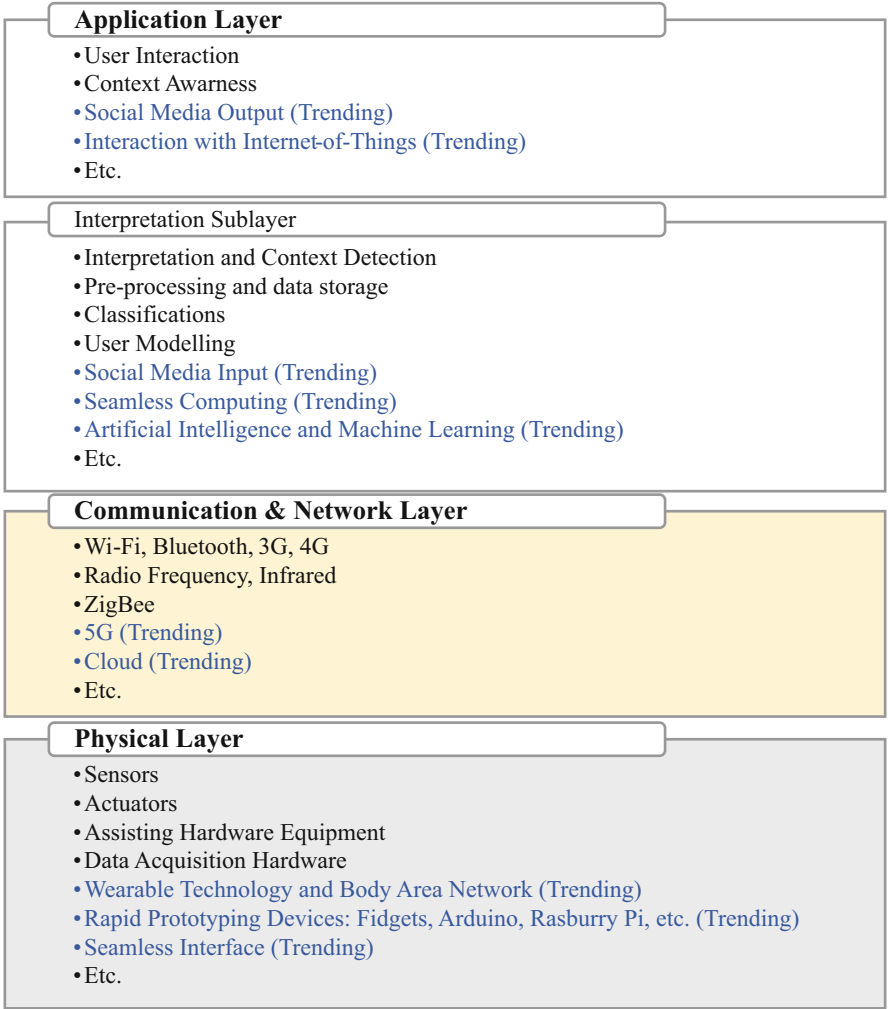 Application Layer
•User Interaction
•Context Awarness
•Social Media Output (Trending)
•Interaction with Internet-of-Things (Trending)
•Etc.
Interpretation Sublayer
•Interpretation and Context Detection
•Pre-processing and data storage
•Classifications
•User Modelling
•Social Media Input (Trending)
•Seamless Computing (Trending)
•Artificial Intelligence and Machine Learning (Trending)
•Etc.
Communication & Network Layer
•Wi-Fi, Bluetooth, 3G, 4G
•Radio Frequency, Infrared
•ZigBee
•5G (Trending)
•Cloud (Trending)
•Etc.
Physical Layer
•Sensors
•Actuators
•Assisting Hardware Equipment
•Data Acquisition Hardware
•Wearable Technology and Body Area Network (Trending)
•Rapid Prototyping Devices: Fidgets, Arduino, Rasburry Pi, etc. (Trending)
•Seamless Interface (Trending)
•Etc.